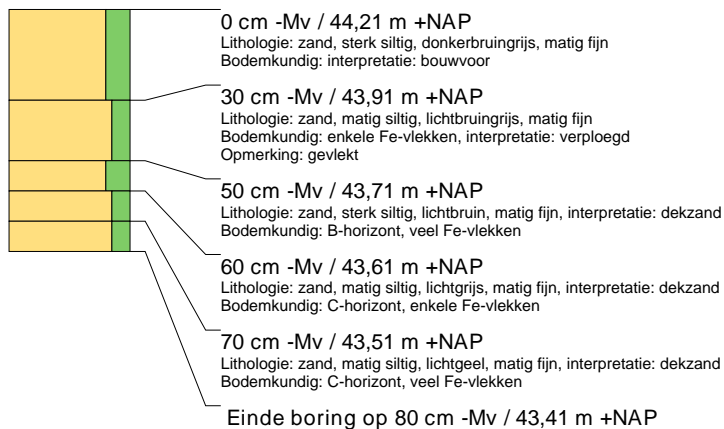 0 cm -Mv / 44,21 m +NAP
Lithologie: zand, sterk siltig, donkerbruingrijs, matig fijn
Bodemkundig: interpretatie: bouwvoor
30 cm -Mv / 43,91 m +NAP
Lithologie: zand, matig siltig, lichtbruingrijs, matig fijn
Bodemkundig: enkele Fe-vlekken, interpretatie: verploegd
Opmerking: gevlekt
50 cm -Mv / 43,71 m +NAP
Lithologie: zand, sterk siltig, lichtbruin, matig fijn, interpretatie: dekzand
Bodemkundig: B-horizont, veel Fe-vlekken
60 cm -Mv / 43,61 m +NAP
Lithologie: zand, matig siltig, lichtgrijs, matig fijn, interpretatie: dekzand
Bodemkundig: C-horizont, enkele Fe-vlekken
70 cm -Mv / 43,51 m +NAP
Lithologie: zand, matig siltig, lichtgeel, matig fijn, interpretatie: dekzand
Bodemkundig: C-horizont, veel Fe-vlekken
Einde boring op 80 cm -Mv / 43,41 m +NAP